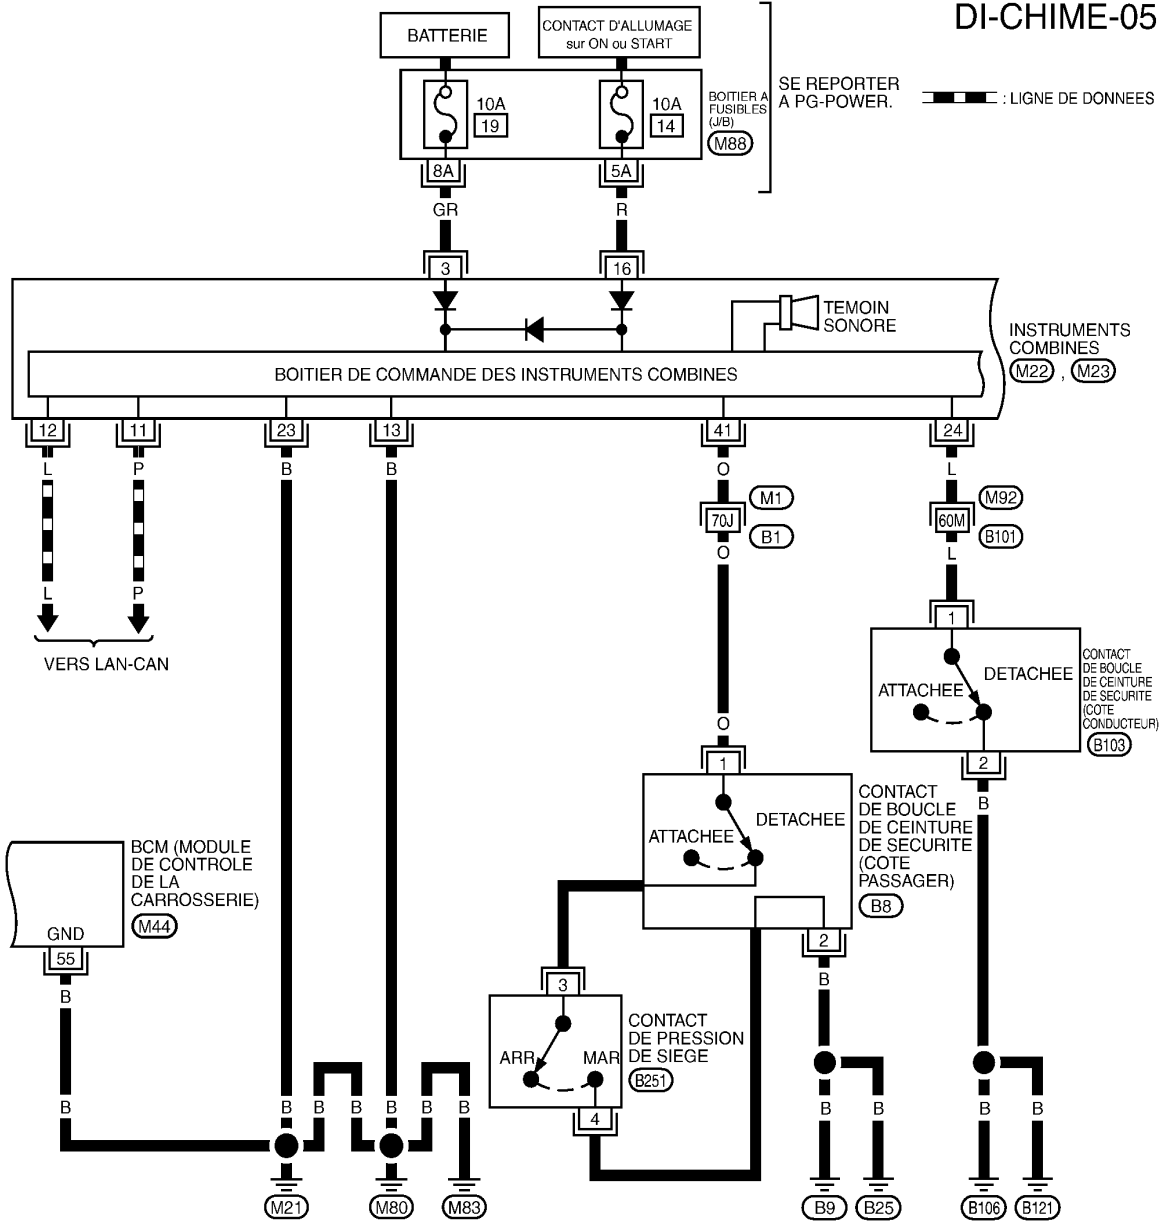 DI-CHIME-05
BATTERIE
CONTACT D'ALLUMAGE
sur ON ou START
10A
19
10A
14
BOITIER A
FUSIBLES
(J/B)
M88
SE REPORTER
A PG-POWER.
: LIGNE DE DONNEES
8A
5A
GR
R
3
16
TEMOIN
SONORE
INSTRUMENTS
COMBINES
M22 , M23
BOITIER DE COMMANDE DES INSTRUMENTS COMBINES
12
11
23
13
41
24
L
P
B
B
O
L
70J
M1
B1
60M
M92
B101
O
L
L
P
VERS LAN-CAN
1
DETACHEE
ATTACHEE
CONTACT
DE BOUCLE
DE CEINTURE
DE SECURITE
(COTE
CONDUCTEUR)
B103
2
O
1
DETACHEE
ATTACHEE
CONTACT
DE BOUCLE
DE CEINTURE
DE SECURITE
(COTE
PASSAGER)
B8
2
B
B
BCM (MODULE
DE CONTROLE
DE LA
CARROSSERIE)
M44
GND
55
B
3
ARR
MAR
CONTACT
DE PRESSION
DE SIEGE
B251
4
B
B
B
B
B
B
B
B
B
B
B
M21
M80
M83
B9
B25
B106
B121